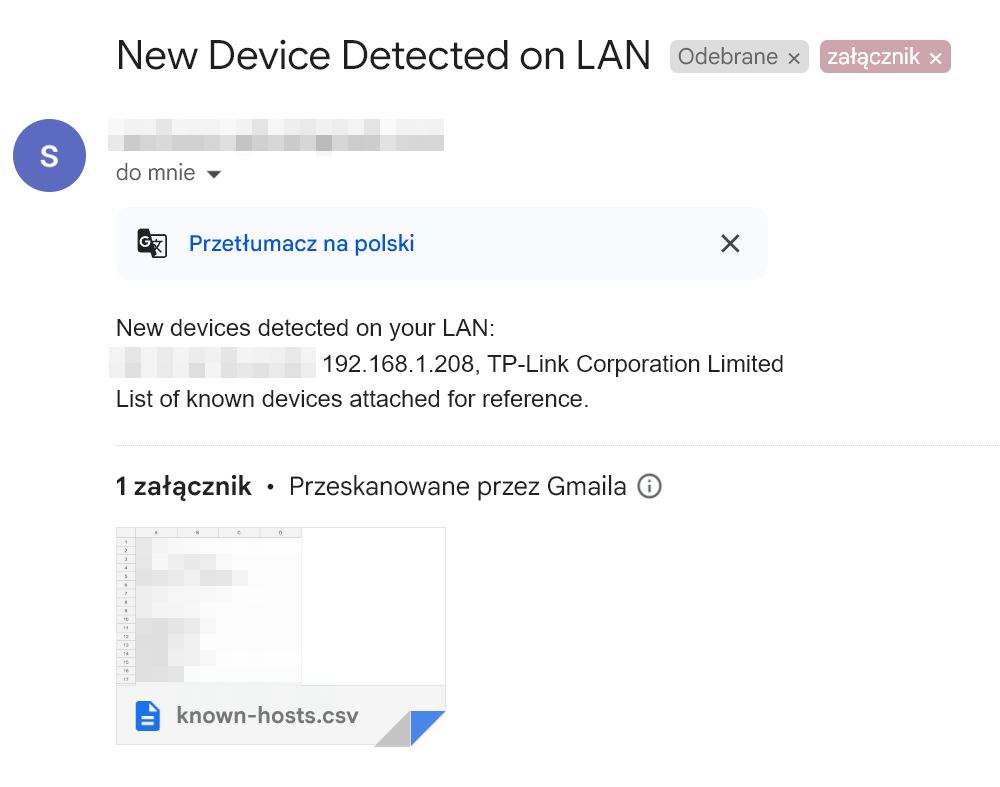 New Device Detected on LAN Odebrane × załącznik ×
S
do mnie
Przetłumacz na polski
New devices detected on your LAN:
192.168.1.208, TP-Link Corporation Limited
List of known devices attached for reference.
1 załącznik • Przeskanowane przez Gmaila
A B C D
1
2
3
4
5
6
7
8
9
10
11
12
13
14
15
16
17
known-hosts.csv